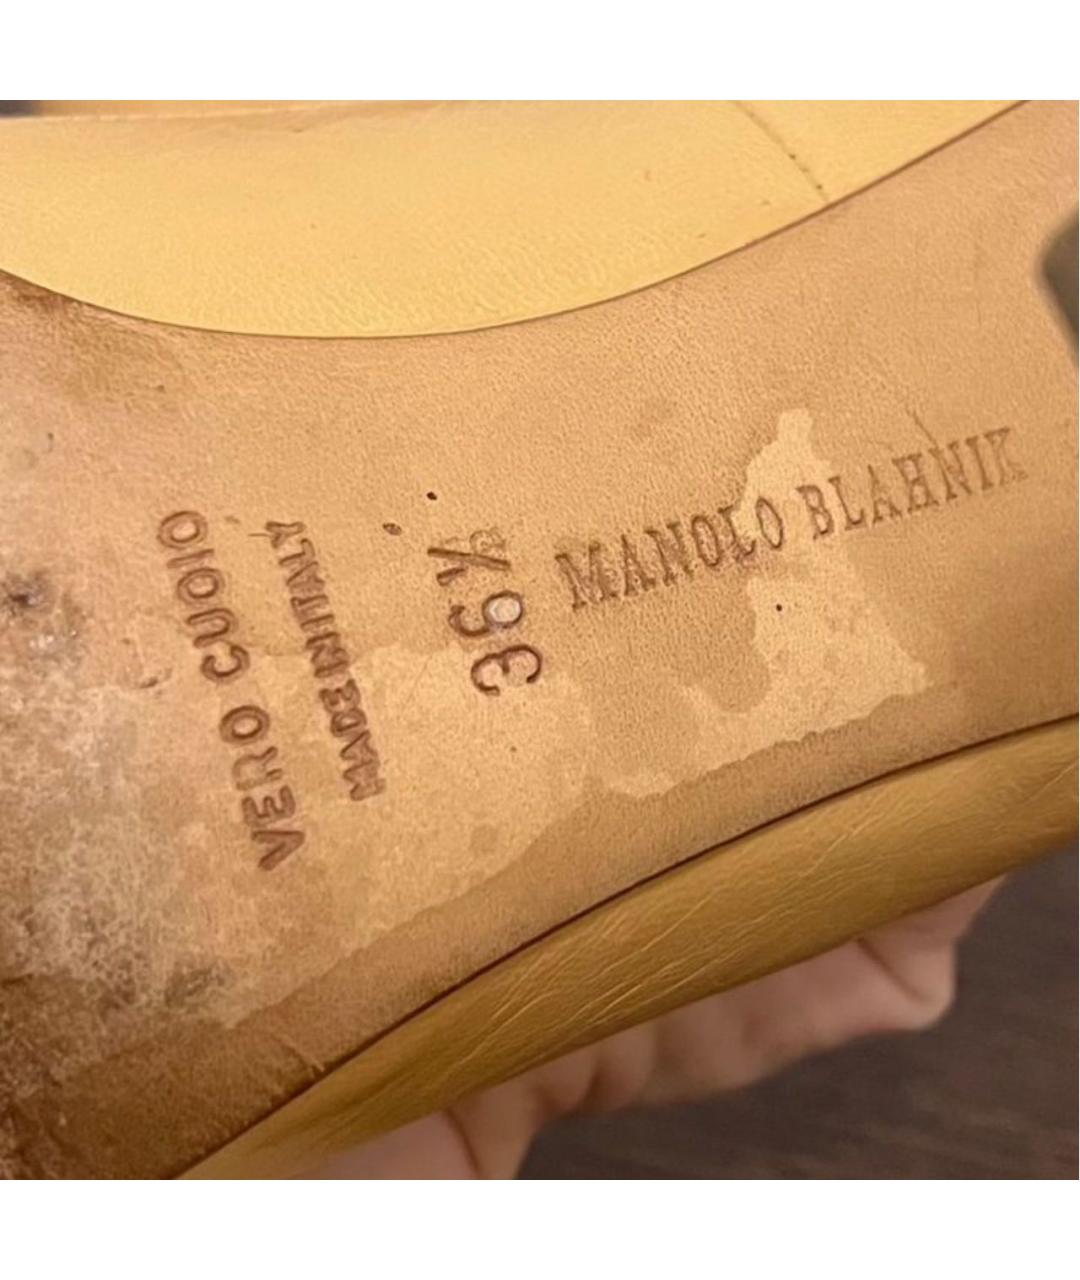 MANOLO BLAHNIK
36½
MADE IN ITALY
VERO CUOIO